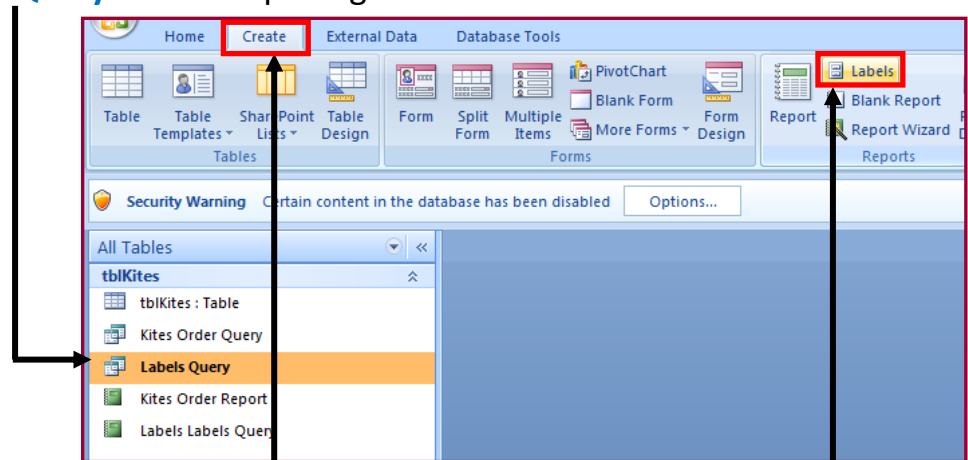 Home Create External Data Database Tools
Table
Table Templates
SharePoint Lists
Table Design
Tables
Form
Split Form
Multiple Items
PivotChart
Blank Form
More Forms
Form Design
Forms
Report
Labels
Blank Report
Report Wizard
Reports
Security Warning Certain content in the database has been disabled Options...
All Tables
tblKites
tblKites : Table
Kites Order Query
Labels Query
Kites Order Report
Labels Labels Query